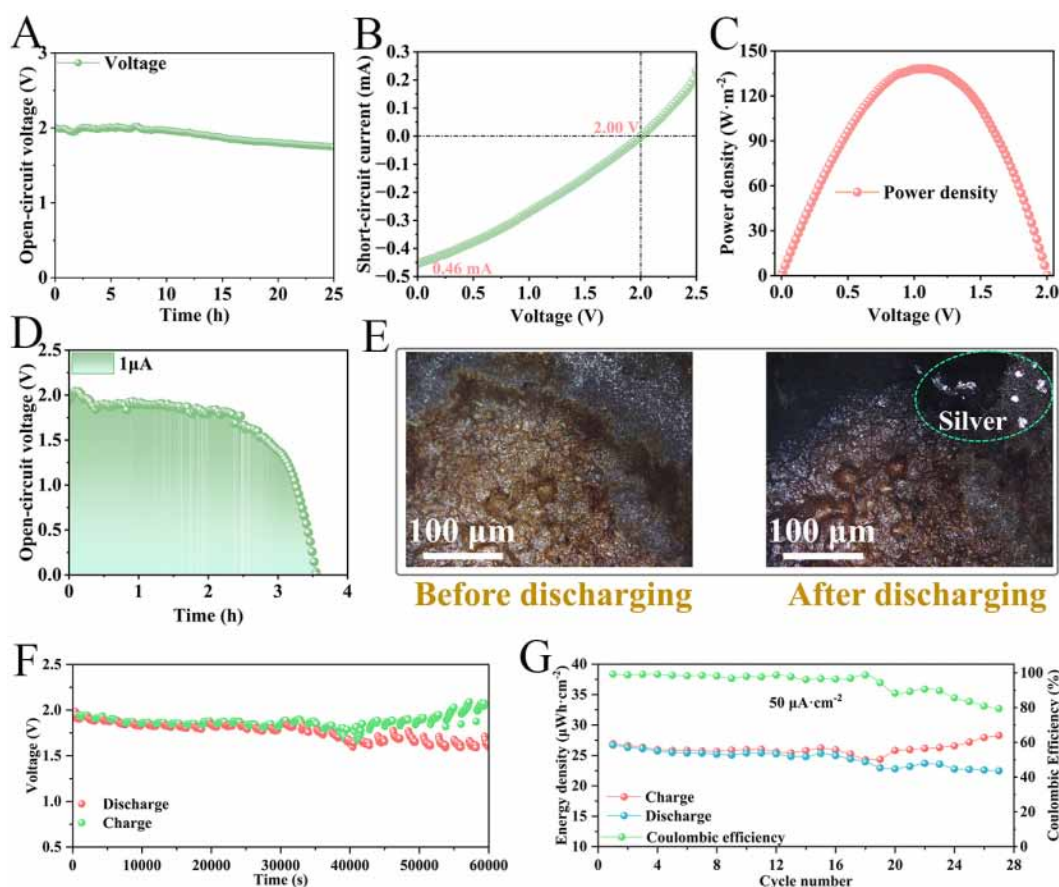 A
Open-circuit voltage (V)
3
2
1
0
Voltage
0 5 10 15 20 25
Time (h)
B
Short-circuit current (mA)
0.3
0.2
0.1
0.0
−0.1
−0.2
−0.3
−0.4
−0.5
2.00 V
0.46 mA
0.0 0.5 1.0 1.5 2.0 2.5
Voltage (V)
C
Power density (W·m⁻²)
150
120
90
60
30
0
Power density
0.0 0.5 1.0 1.5 2.0
Voltage (V)
D
Open-circuit voltage (V)
2.5
2.0
1.5
1.0
0.5
0.0
1μA
0 1 2 3 4
Time (h)
E
100 μm
Before discharging
Silver
100 μm
After discharging
F
Voltage (V)
2.5
2.0
1.5
1.0
0.5
0.0
Discharge
Charge
0 10000 20000 30000 40000 50000 60000
Time (s)
G
Energy density (μWh·cm⁻²)
40
35
30
25
20
15
10
50 μA·cm⁻²
Charge
Discharge
Coulombic efficiency
0 4 8 12 16 20 24 28
Cycle number
100
80
60
40
20
0
Coulombic Efficiency (%)